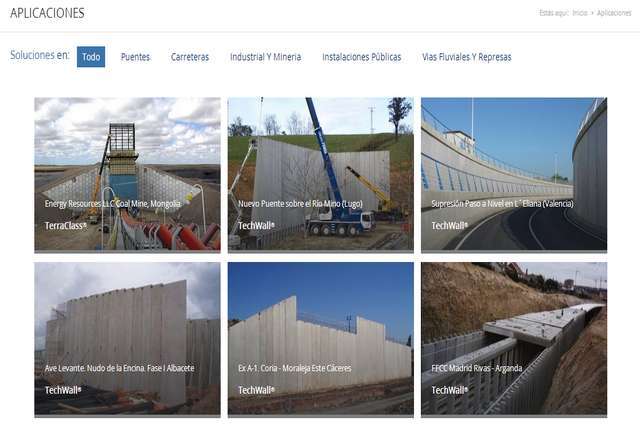 APLICACIONES
Estás aquí: Inicio • Aplicaciones
Soluciones en: Todo Puentes Carreteras Industrial Y Mineria Instalaciones Públicas Vias Fluviales Y Represas
Energy Resources LLC Coal Mine, Mongolia
TerraClass®
Nuevo Puente sobre el Río Mino (Lugo)
TechWall®
Supresión Paso a Nivel en L´Eliana (Valencia)
TechWall®
Ave Levante. Nudo de la Encina. Fase I Albacete
TechWall®
Ex A-1. Coria - Moraleja Este Cáceres
TechWall®
FFCC Madrid Rivas - Arganda
TechWall®